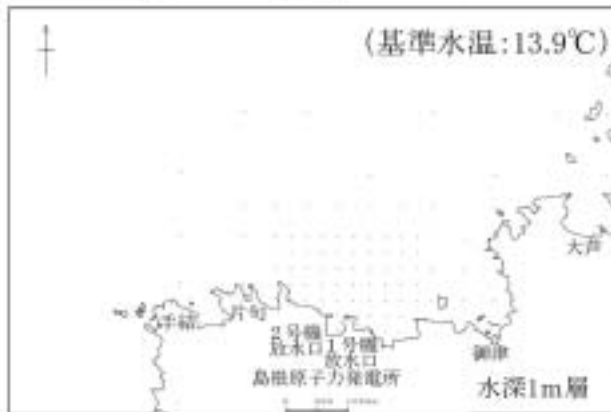 (基準水温:13.9℃)
大芦
手結
片句
2号機
放水口
1号機
放水口
御津
島根原子力発電所
水深1m層
0